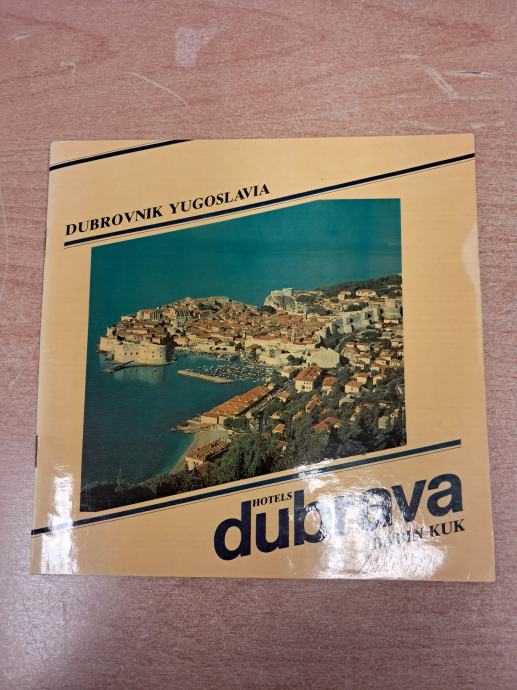 DUBROVNIK YUGOSLAVIA
HOTELS
dubrava
BABIN KUK